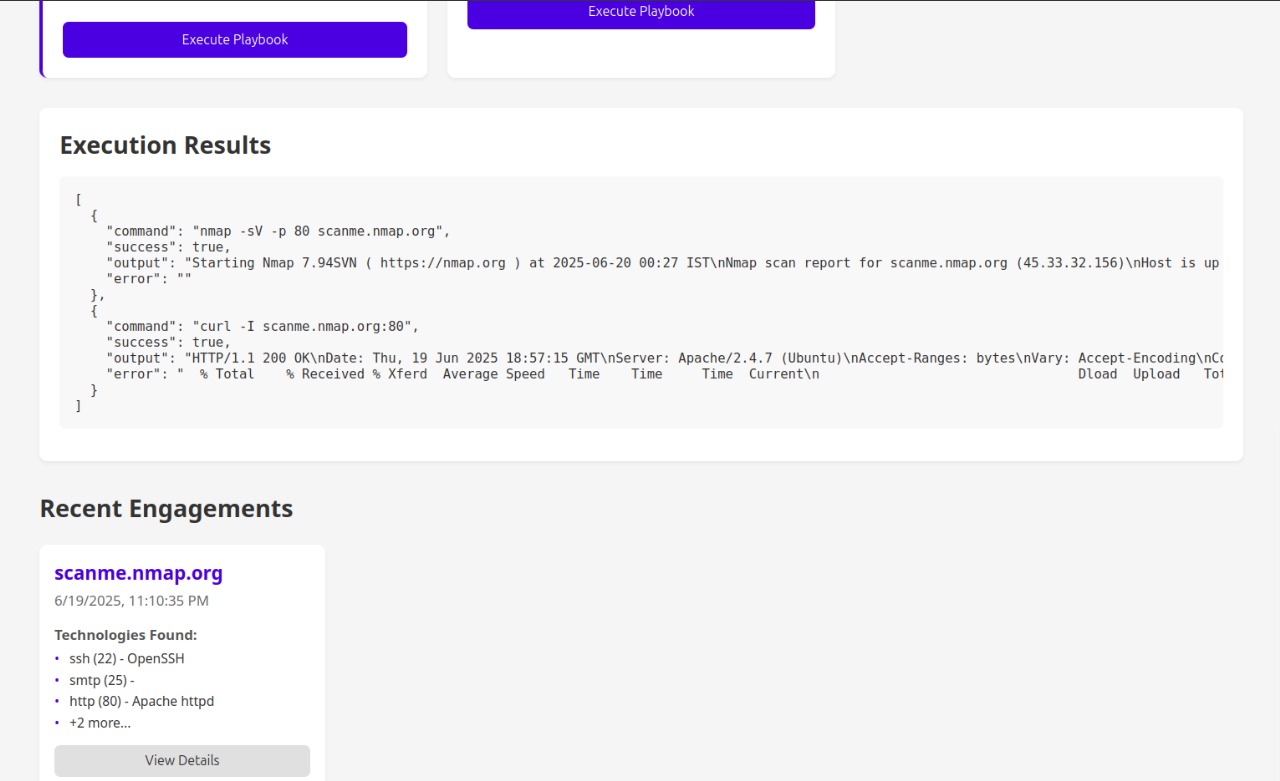 Execute Playbook
Execute Playbook
Execution Results
[
  {
    "command": "nmap -sV -p 80 scanme.nmap.org",
    "success": true,
    "output": "Starting Nmap 7.94SVN ( https://nmap.org ) at 2025-06-20 00:27 IST\nNmap scan report for scanme.nmap.org (45.33.32.156)\nHost is up
    "error": ""
  },
  {
    "command": "curl -I scanme.nmap.org:80",
    "success": true,
    "output": "HTTP/1.1 200 OK\nDate: Thu, 19 Jun 2025 18:57:15 GMT\nServer: Apache/2.4.7 (Ubuntu)\nAccept-Ranges: bytes\nVary: Accept-Encoding\nCo
    "error": "  % Total    % Received % Xferd  Average Speed   Time    Time     Time  Current\n                                 Dload  Upload   Tot
  }
]
Recent Engagements
scanme.nmap.org
6/19/2025, 11:10:35 PM
Technologies Found:
• ssh (22) - OpenSSH
• smtp (25) -
• http (80) - Apache httpd
• +2 more...
View Details